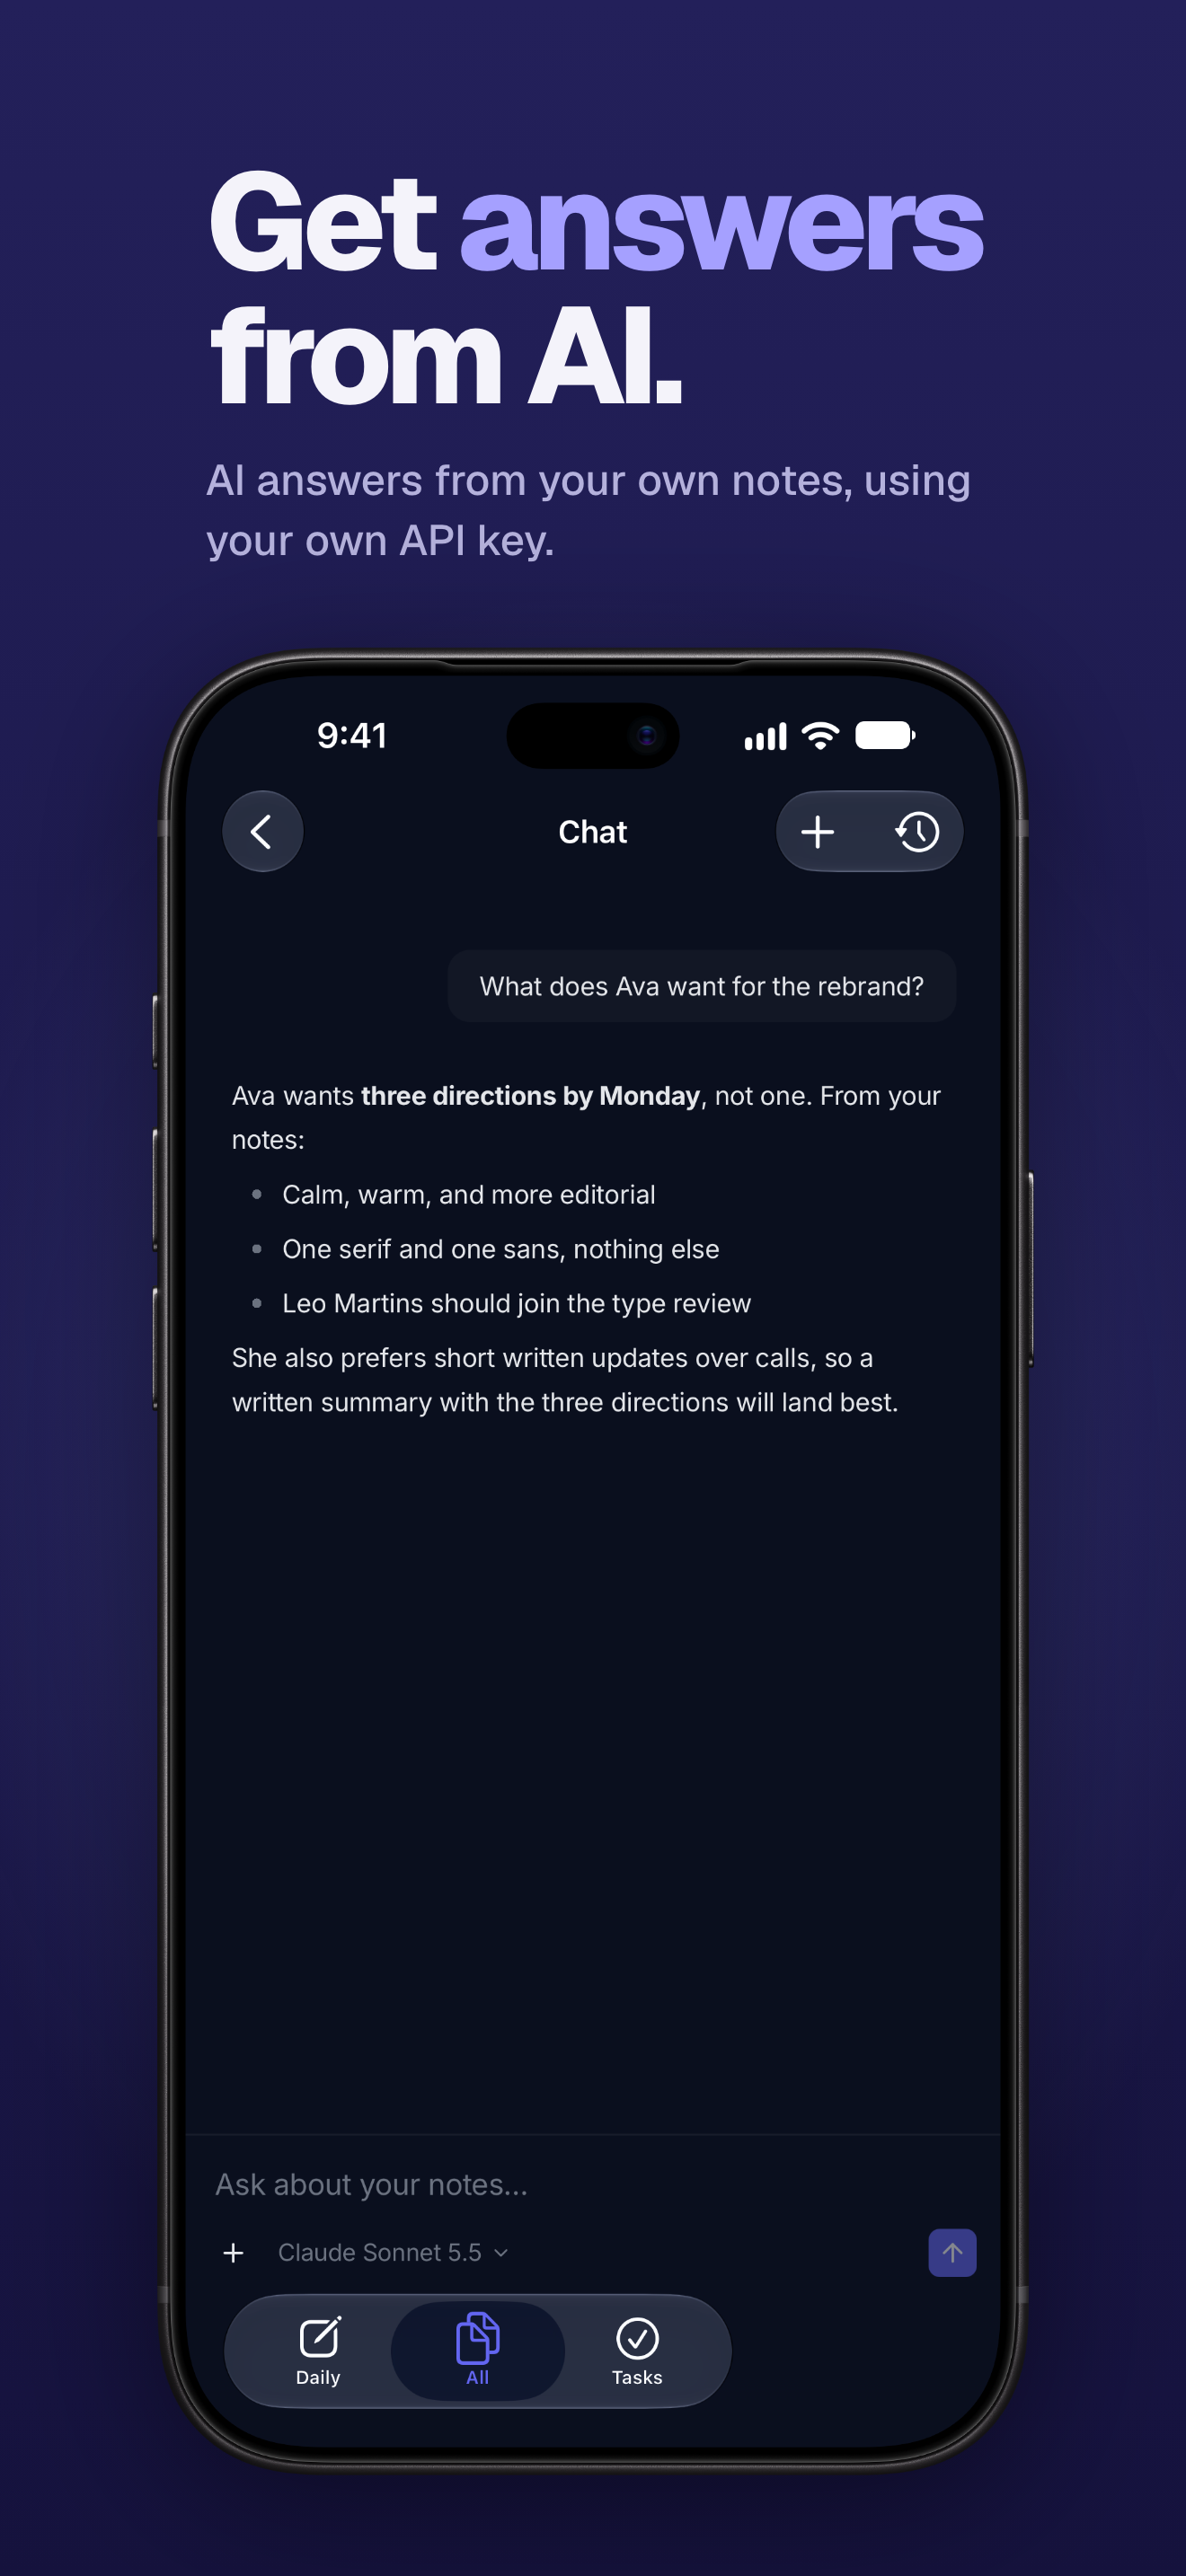 Get answers
from AI.
AI answers from your own notes, using
your own API key.
9:41
Chat
What does Ava want for the rebrand?
Ava wants three directions by Monday, not one. From your
notes:
• Calm, warm, and more editorial
• One serif and one sans, nothing else
• Leo Martins should join the type review
She also prefers short written updates over calls, so a
written summary with the three directions will land best.
Ask about your notes...
Claude Sonnet 5.5
Daily
All
Tasks